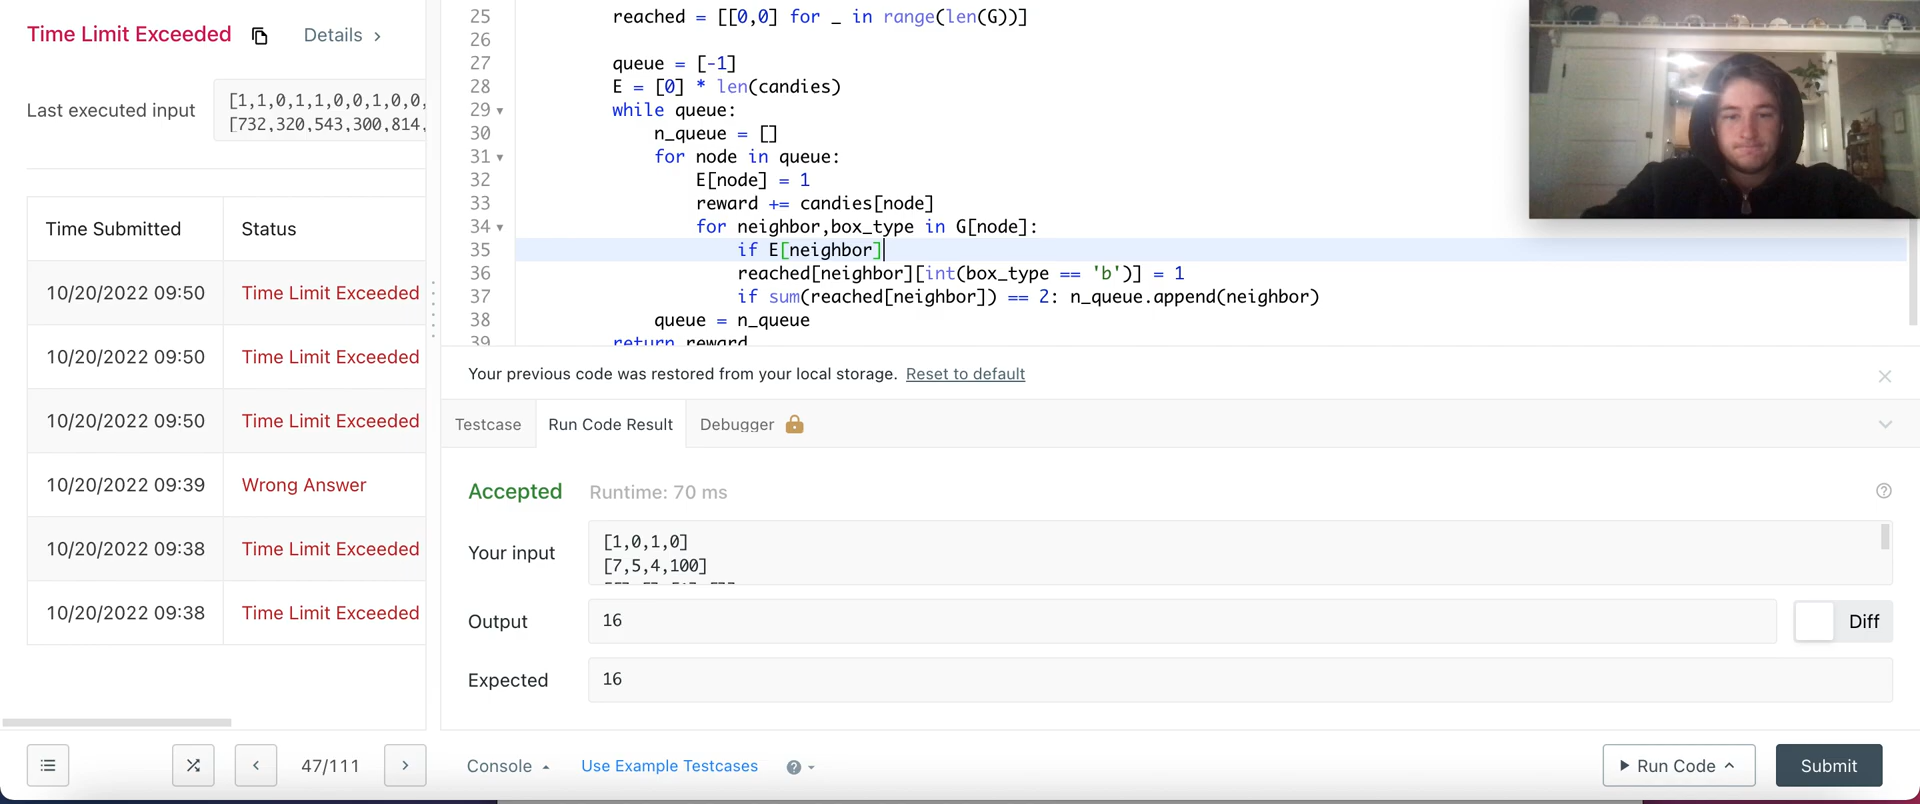 Time Limit Exceeded Details >
Last executed input
[1,1,0,1,1,0,0,1,0,0,
[732,320,543,300,814,
Time Submitted Status
10/20/2022 09:50 Time Limit Exceeded
10/20/2022 09:50 Time Limit Exceeded
10/20/2022 09:50 Time Limit Exceeded
10/20/2022 09:39 Wrong Answer
10/20/2022 09:38 Time Limit Exceeded
10/20/2022 09:38 Time Limit Exceeded
47/111
25 reached = [[0,0] for _ in range(len(G))]
26
27 queue = [-1]
28 E = [0] * len(candies)
29 while queue:
30 n_queue = []
31 for node in queue:
32 E[node] = 1
33 reward += candies[node]
34 for neighbor,box_type in G[node]:
35 if E[neighbor]
36 reached[neighbor][int(box_type == 'b')] = 1
37 if sum(reached[neighbor]) == 2: n_queue.append(neighbor)
38 queue = n_queue
39 return reward
Your previous code was restored from your local storage. Reset to default
Testcase Run Code Result Debugger
Accepted Runtime: 70 ms
Your input
[1,0,1,0]
[7,5,4,100]
Output 16 Diff
Expected 16
Console Use Example Testcases Run Code Submit